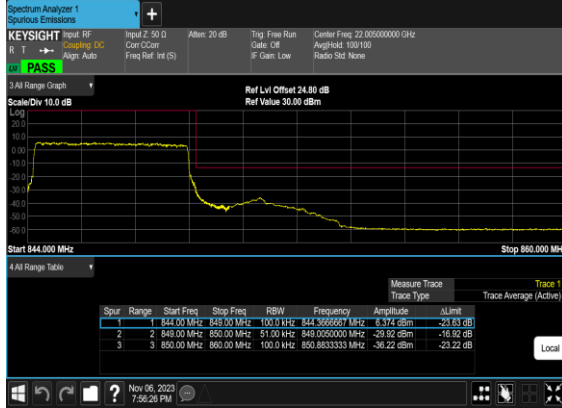 Spectrum Analyzer 1
Spurious Emissions
+
KEYSIGHT Input: RF Input Z: 50 Ω Atten: 20 dB Trig: Free Run Center Freq: 22.005000000 GHz
R T Coupling: DC Corr CCorr Gate: Off Avg|Hold: 100/100
Align: Auto Freq Ref: Int (S) IF Gain: Low Radio Std: None
PASS
3 All Range Graph
Ref Lvl Offset 24.80 dB
Scale/Div 10.0 dB Ref Value 30.00 dBm
Log
20.0
10.0
0.00
-10.0
-20.0
-30.0
-40.0
-50.0
-60.0
Start 844.000 MHz Stop 860.000 MH
4 All Range Table
Measure Trace Trace 1
Trace Type Trace Average (Active)
Spur Range Start Freq Stop Freq RBW Frequency Amplitude ΔLimit
1 1 844.00 MHz 849.00 MHz 100.0 kHz 844.3666667 MHz 6.374 dBm -23.63 dB
2 2 849.00 MHz 850.00 MHz 51.00 kHz 849.0050000 MHz -29.92 dBm -16.92 dB
3 3 850.00 MHz 860.00 MHz 100.0 kHz 850.8833333 MHz -36.22 dBm -23.22 dB
Local
? Nov 06, 2023
7:56:26 PM